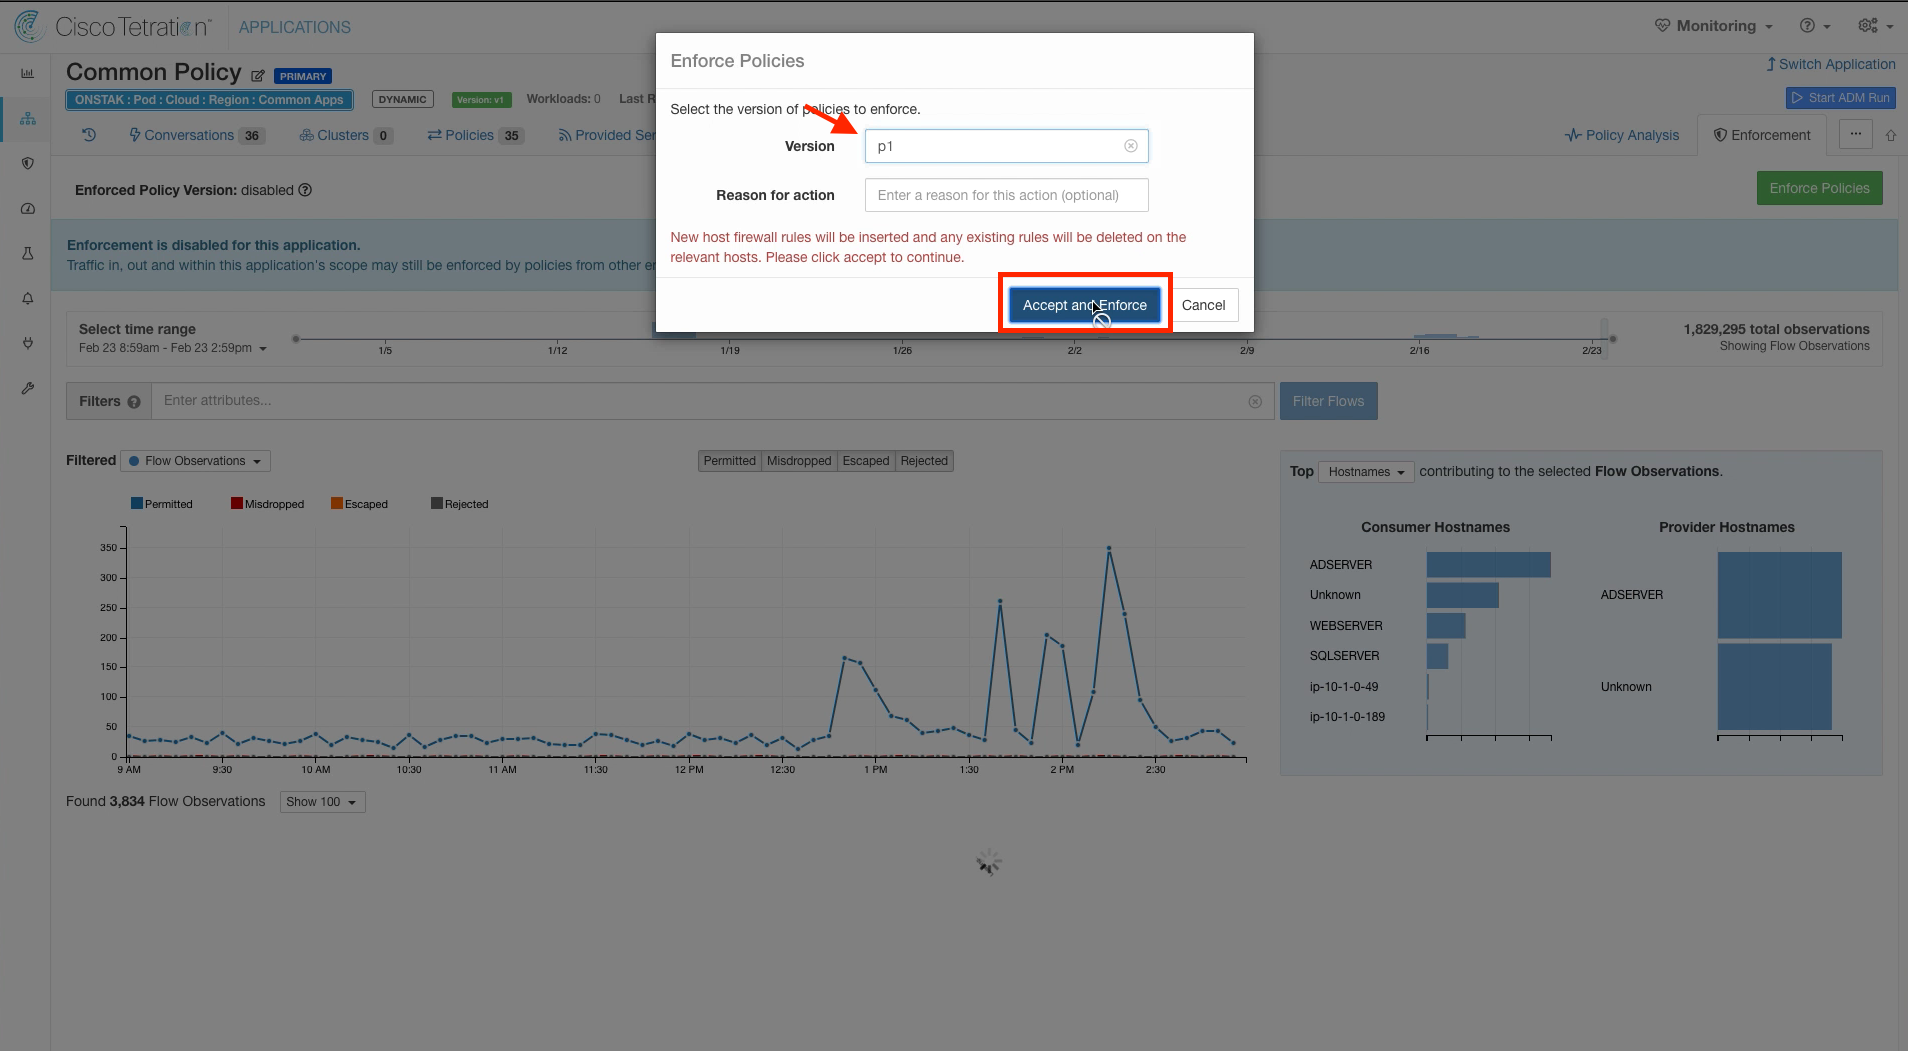 Cisco Tetration™
APPLICATIONS
Monitoring
Common Policy
PRIMARY
Switch Application
ONSTAK : Pod : Cloud : Region : Common Apps
DYNAMIC
Version: v1
Workloads: 0
Last R
Start ADM Run
Conversations 36
Clusters 0
Policies 35
Provided Ser
Policy Analysis
Enforcement
...
Enforce Policies
Select the version of policies to enforce.
Version
p1
Reason for action
Enter a reason for this action (optional)
New host firewall rules will be inserted and any existing rules will be deleted on the
relevant hosts. Please click accept to continue.
Accept and Enforce
Cancel
Enforced Policy Version: disabled
Enforce Policies
Enforcement is disabled for this application.
Traffic in, out and within this application's scope may still be enforced by policies from other e
Select time range
Feb 23 8:59am - Feb 23 2:59pm
1/5 1/12 1/19 1/26 2/2 2/9 2/16 2/23
1,829,295 total observations
Showing Flow Observations
Filters
Enter attributes...
Filter Flows
Filtered
Flow Observations
Permitted Misdropped Escaped Rejected
Permitted Misdropped Escaped Rejected
350
300
250
200
150
100
50
0
9 AM 9:30 10 AM 10:30 11 AM 11:30 12 PM 12:30 1 PM 1:30 2 PM 2:30
Top Hostnames contributing to the selected Flow Observations.
Consumer Hostnames
ADSERVER
Unknown
WEBSERVER
SQLSERVER
ip-10-1-0-49
ip-10-1-0-189
Provider Hostnames
ADSERVER
Unknown
Found 3,834 Flow Observations
Show 100